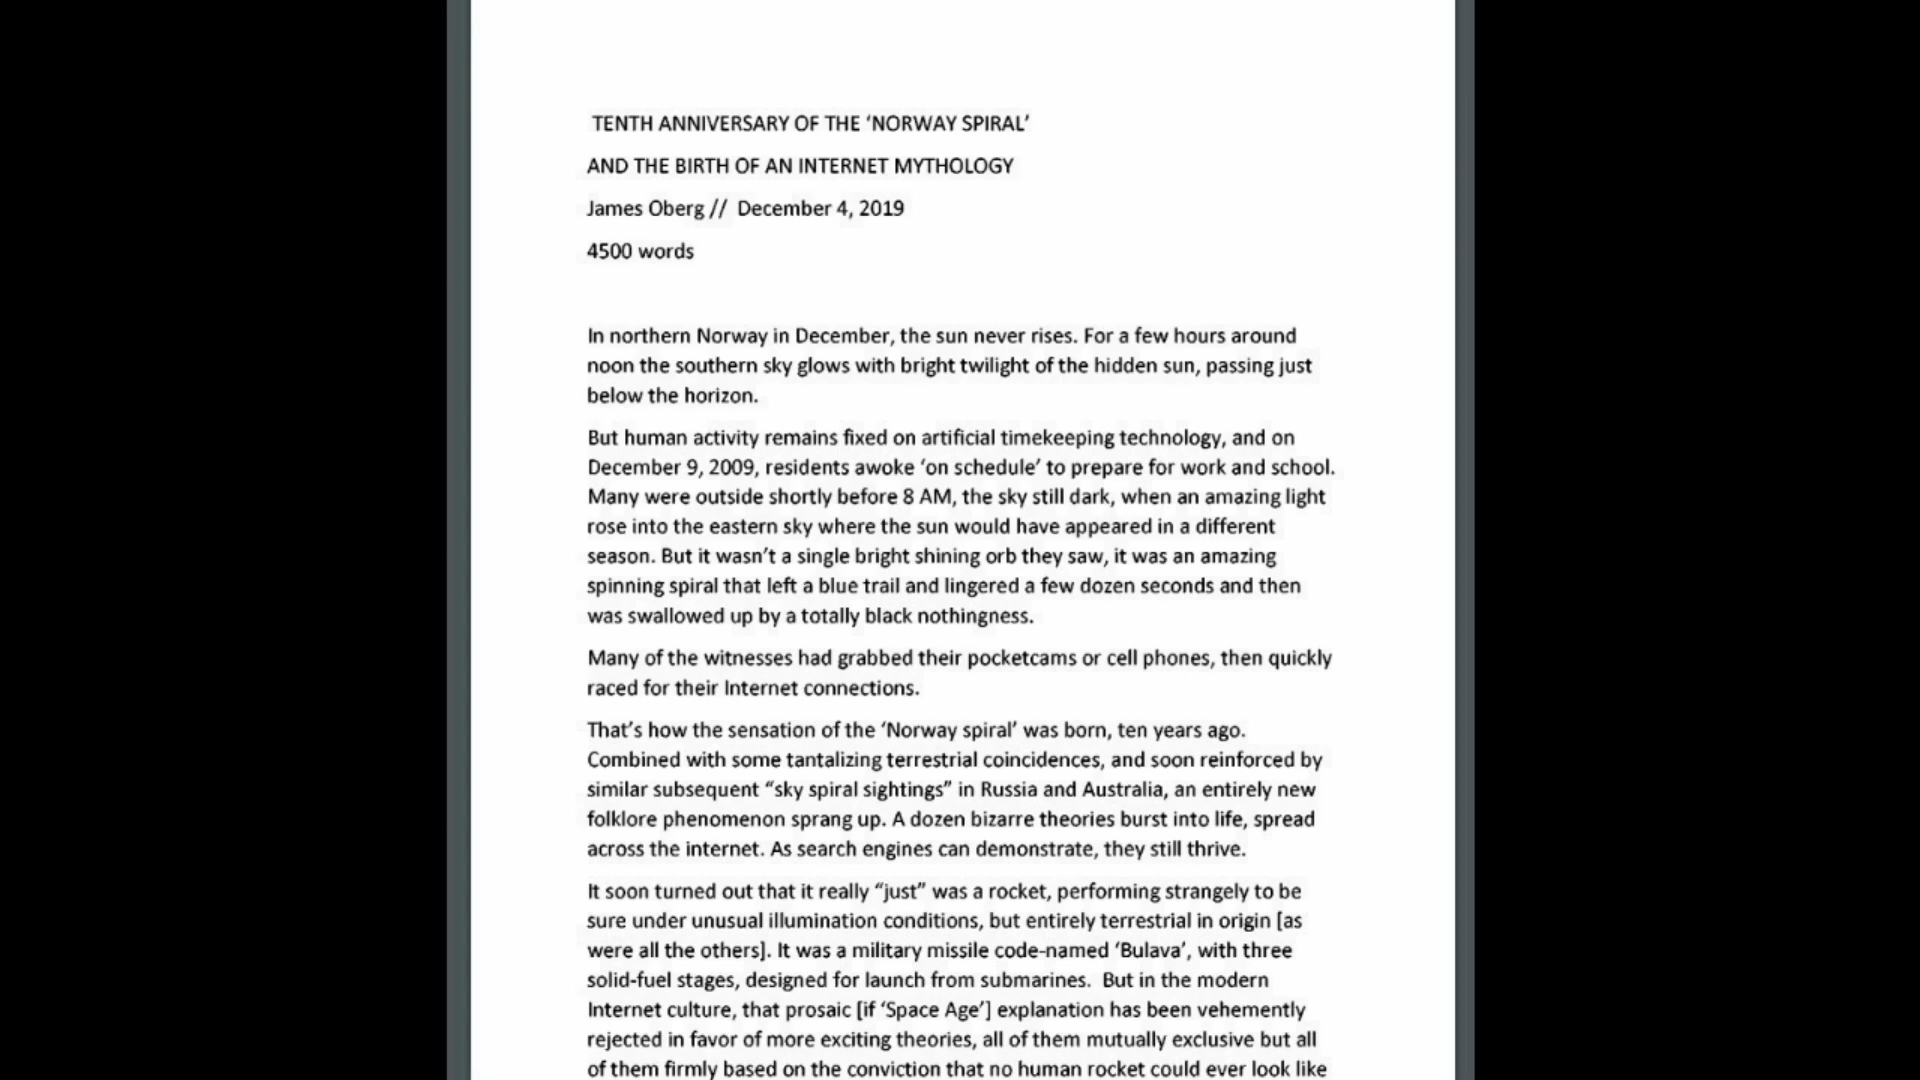 TENTH ANNIVERSARY OF THE ‘NORWAY SPIRAL’
AND THE BIRTH OF AN INTERNET MYTHOLOGY
James Oberg // December 4, 2019
4500 words
In northern Norway in December, the sun never rises. For a few hours around
noon the southern sky glows with bright twilight of the hidden sun, passing just
below the horizon.
But human activity remains fixed on artificial timekeeping technology, and on
December 9, 2009, residents awoke ‘on schedule’ to prepare for work and school.
Many were outside shortly before 8 AM, the sky still dark, when an amazing light
rose into the eastern sky where the sun would have appeared in a different
season. But it wasn’t a single bright shining orb they saw, it was an amazing
spinning spiral that left a blue trail and lingered a few dozen seconds and then
was swallowed up by a totally black nothingness.
Many of the witnesses had grabbed their pocketcams or cell phones, then quickly
raced for their Internet connections.
That’s how the sensation of the ‘Norway spiral’ was born, ten years ago.
Combined with some tantalizing terrestrial coincidences, and soon reinforced by
similar subsequent “sky spiral sightings” in Russia and Australia, an entirely new
folklore phenomenon sprang up. A dozen bizarre theories burst into life, spread
across the internet. As search engines can demonstrate, they still thrive.
It soon turned out that it really “just” was a rocket, performing strangely to be
sure under unusual illumination conditions, but entirely terrestrial in origin [as
were all the others]. It was a military missile code-named ‘Bulava’, with three
solid-fuel stages, designed for launch from submarines. But in the modern
Internet culture, that prosaic [if ‘Space Age’] explanation has been vehemently
rejected in favor of more exciting theories, all of them mutually exclusive but all
of them firmly based on the conviction that no human rocket could ever look like